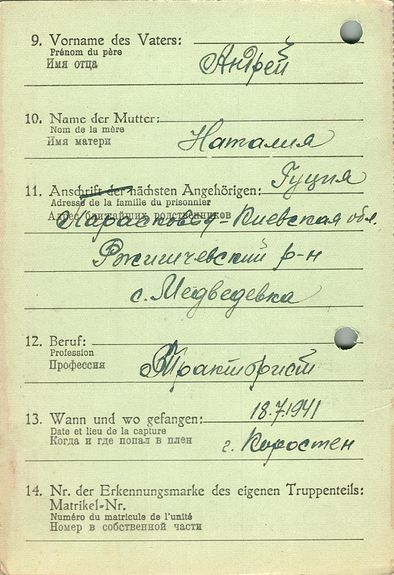 9. Vorname des Vaters:
Prénom du père
Имя отца
Андрей
10. Name der Mutter:
Nom de la mère
Имя матери
Наталия
Гуция
11. Anschrift der nächsten Angehörigen:
Adresse de la famille du prisonnier
Адрес ближайших родственников
Киевская обл.
Ржищевский р-н
с. Медведевка
12. Beruf:
Profession
Профессия
Тракторист
13. Wann und wo gefangen:
18.7.1941
Date et lieu de la capture
Когда и где попал в плен
г. Коростен
14. Nr. der Erkennungsmarke des eigenen Truppenteils:
Matrikel-Nr.
Numéro du matricule de l'unité
Номер в собственной части